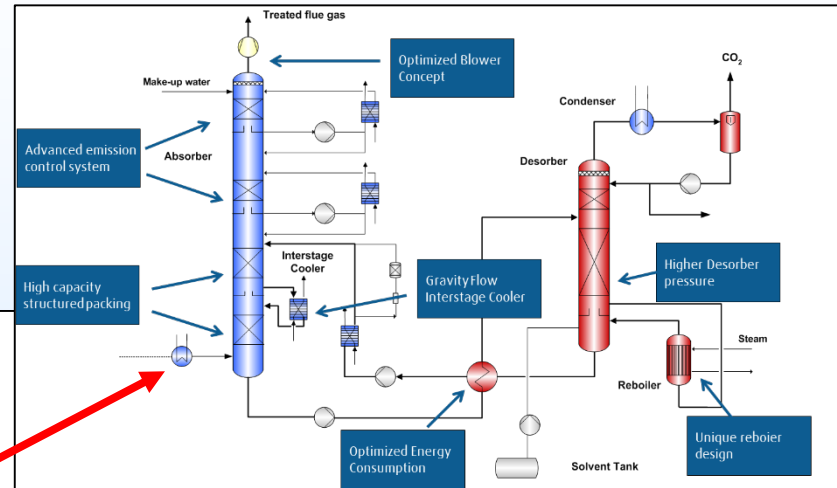 Treated flue gas
Optimized Blower
Concept
Make-up water
CO2
Condenser
Advanced emission
control system
Absorber
Desorber
High capacity
structured packing
Interstage
Cooler
Gravity Flow
Interstage Cooler
Higher Desorber
pressure
Steam
Reboiler
Optimized Energy
Consumption
Unique reboier
design
Solvent Tank